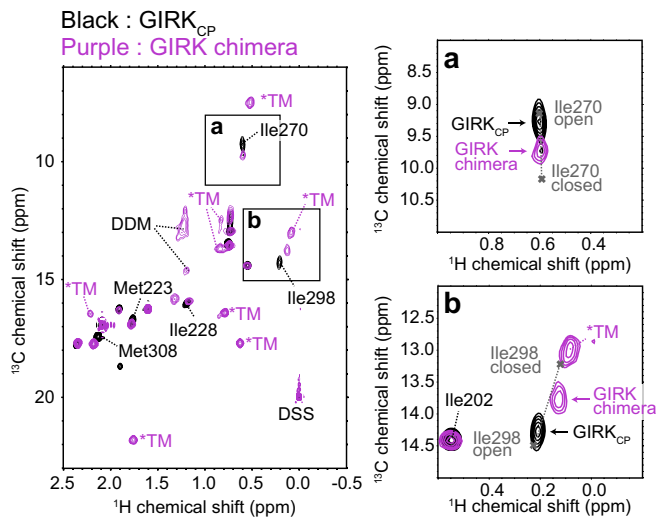 Black : GIRKCP
Purple : GIRK chimera
*TM
a
Ile270
*TM
*TM
b
DDM
*TM
Met223
*TM
Ile228
Ile298
Met308
*TM
DSS
*TM
10
15
20
2.5 2.0 1.5 1.0 0.5 0.0 -0.5
¹H chemical shift (ppm)
¹³C chemical shift (ppm)
a
8.0
8.5
9.0
9.5
10.0
10.5
Ile270
open
GIRKCP
GIRK
chimera
Ile270
closed
0.8 0.6 0.4
¹H chemical shift (ppm)
¹³C chemical shift (ppm)
b
12.5
13.0
13.5
14.0
14.5
*TM
Ile298
closed
GIRK
chimera
Ile202
GIRKCP
Ile298
open
0.4 0.2 0.0
¹H chemical shift (ppm)
¹³C chemical shift (ppm)